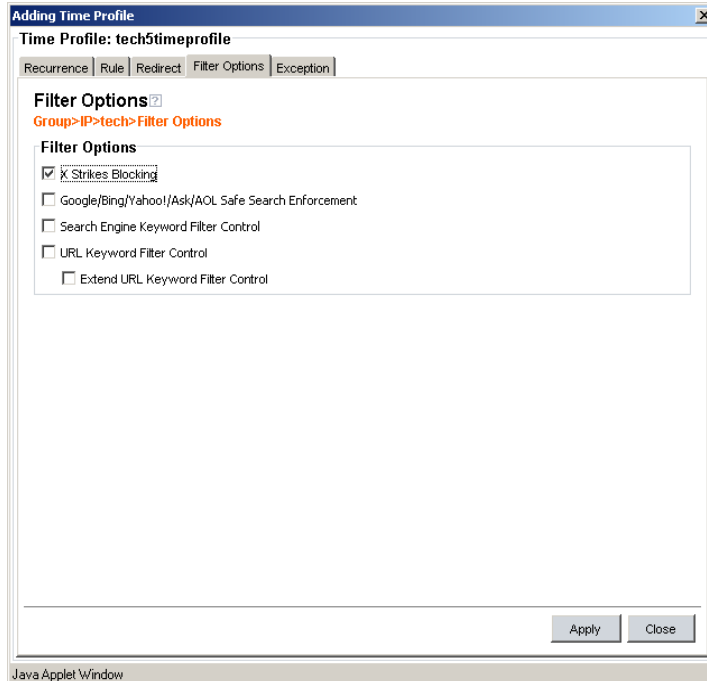 Adding Time Profile
Time Profile: tech5timeprofile
Recurrence Rule Redirect Filter Options Exception
Filter Options ?
Group>IP>tech>Filter Options
Filter Options
X Strikes Blocking
Google/Bing/Yahoo!/Ask/AOL Safe Search Enforcement
Search Engine Keyword Filter Control
URL Keyword Filter Control
Extend URL Keyword Filter Control
Apply Close
Java Applet Window